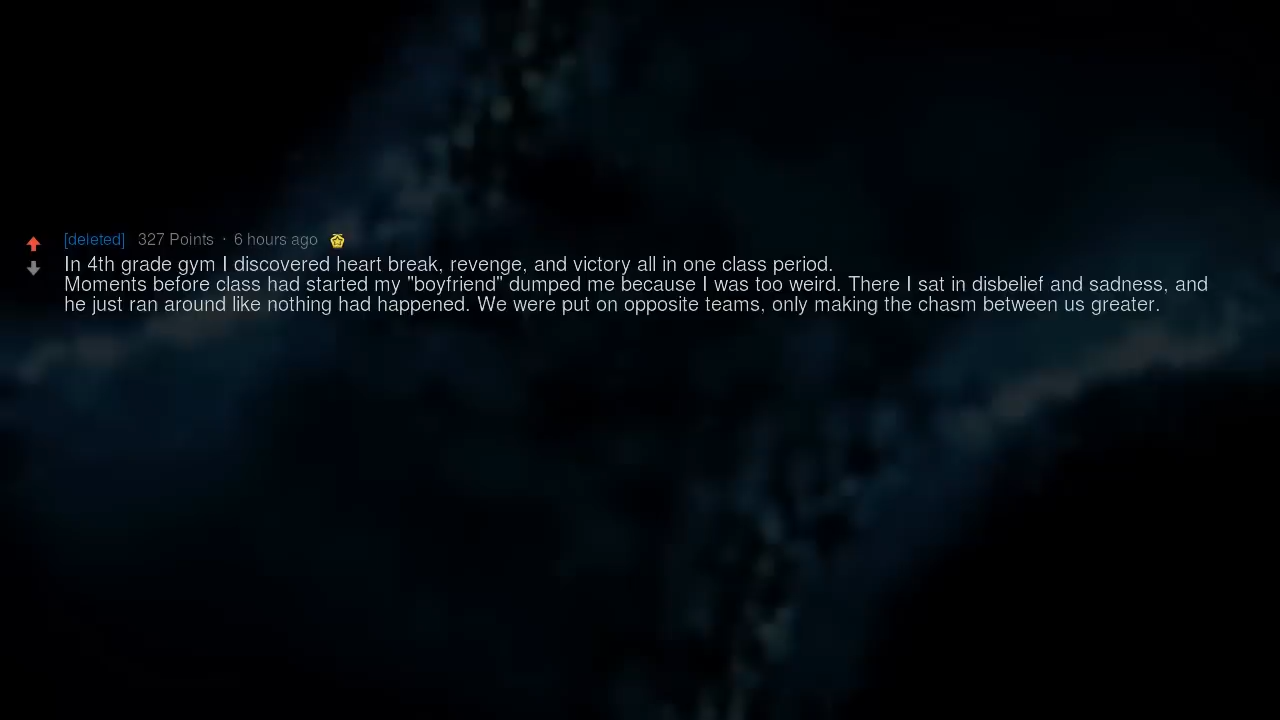 [deleted] 327 Points · 6 hours ago
In 4th grade gym I discovered heart break, revenge, and victory all in one class period.
Moments before class had started my "boyfriend" dumped me because I was too weird. There I sat in disbelief and sadness, and
he just ran around like nothing had happened. We were put on opposite teams, only making the chasm between us greater.